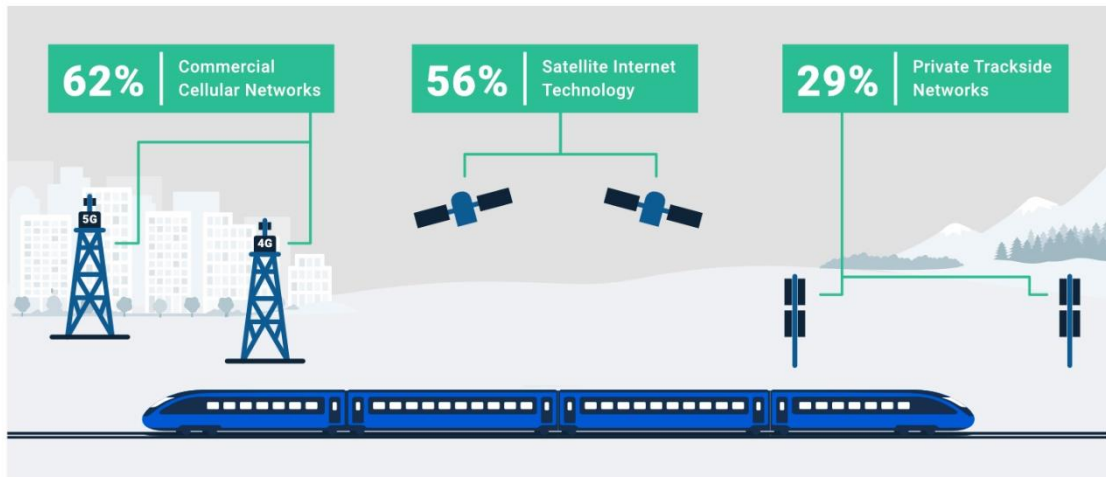 62%
Commercial
Cellular Networks
56%
Satellite Internet
Technology
29%
Private Trackside
Networks
5G
4G